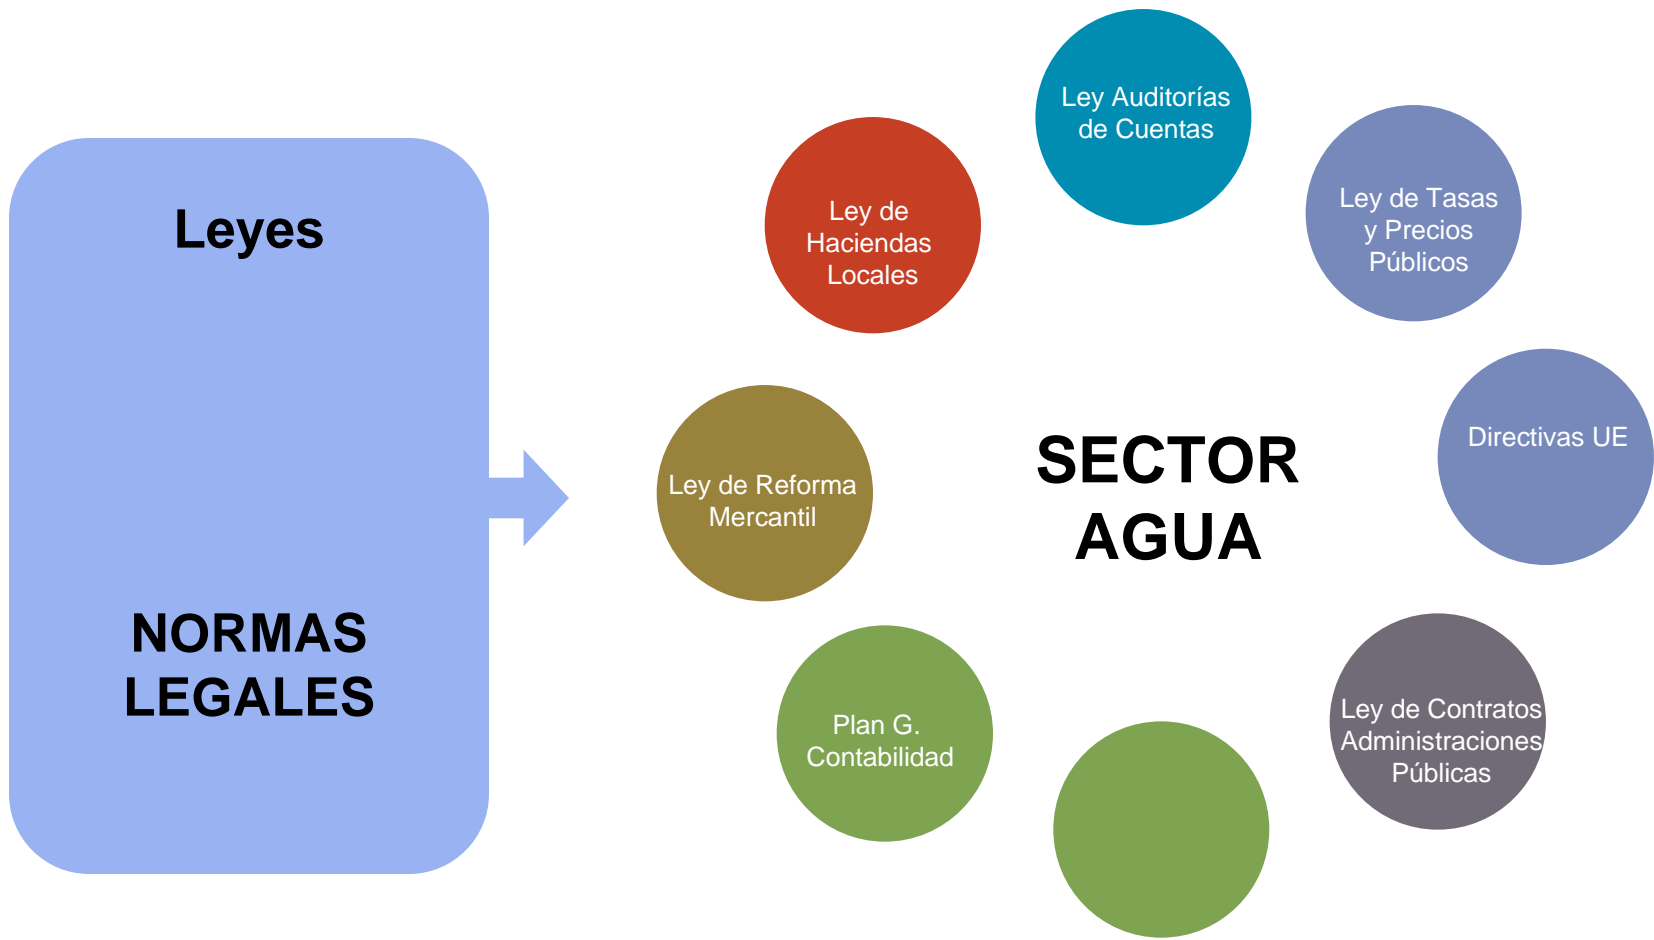 Leyes
NORMAS
LEGALES
Ley Auditorías
de Cuentas
Ley de
Haciendas
Locales
Ley de Tasas
y Precios
Públicos
Ley de Reforma
Mercantil
SECTOR
AGUA
Directivas UE
Plan G.
Contabilidad
Ley de Contratos
Administraciones
Públicas